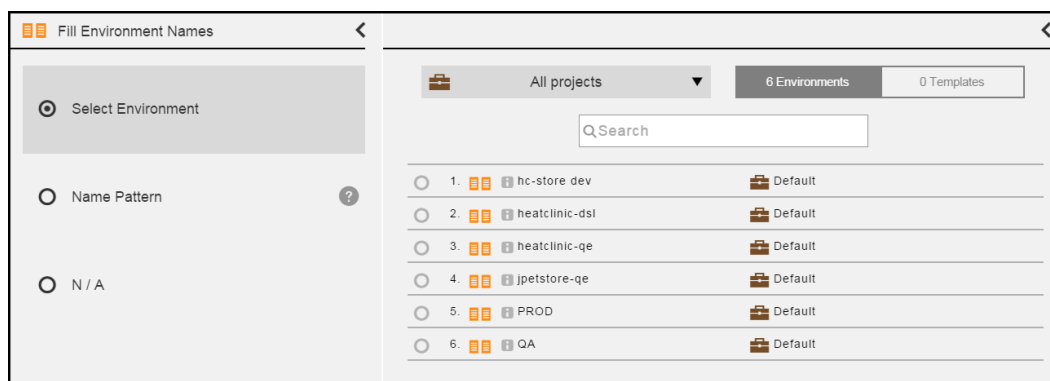 Fill Environment Names
Select Environment
Name Pattern ?
N / A
All projects 6 Environments 0 Templates
Search
1. hc-store dev Default
2. heatclinic-dsl Default
3. heatclinic-qe Default
4. jpetstore-qe Default
5. PROD Default
6. QA Default